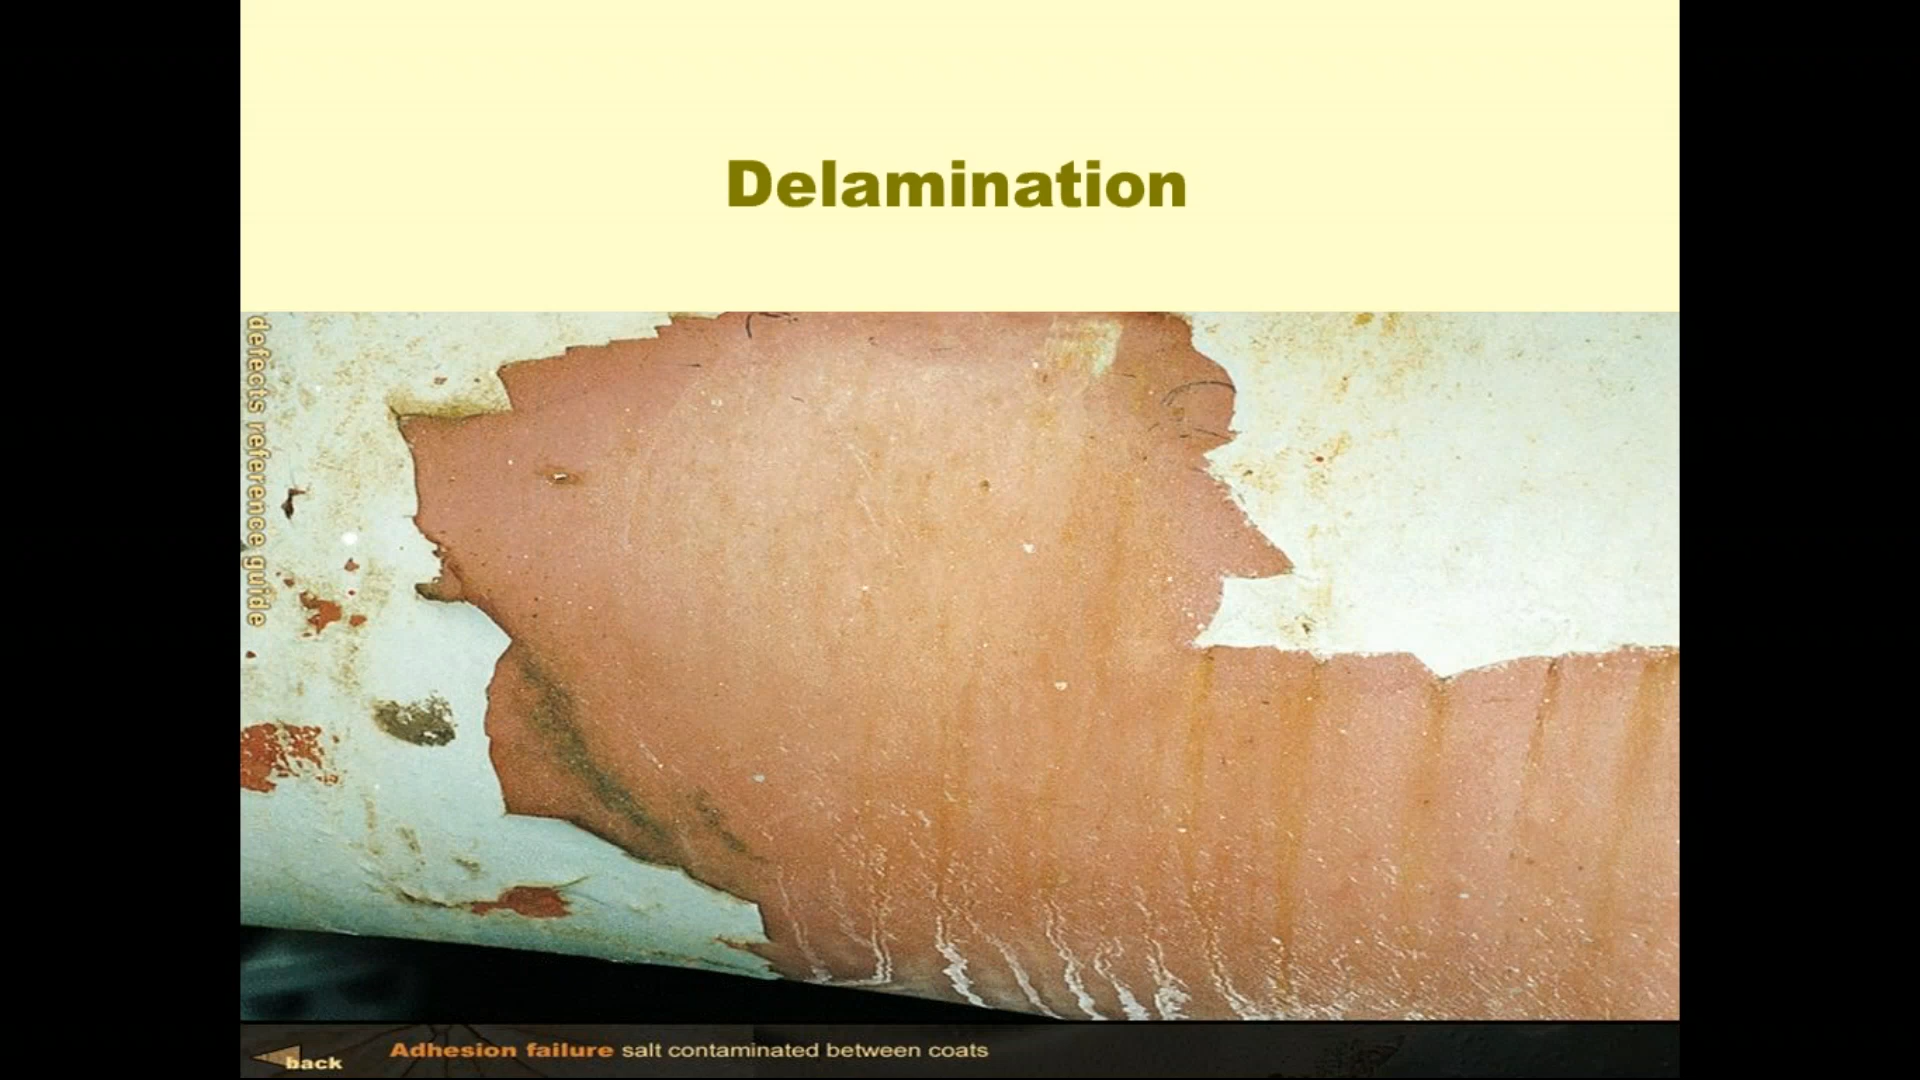 Delamination
defects reference guide
back
Adhesion failure salt contaminated between coats